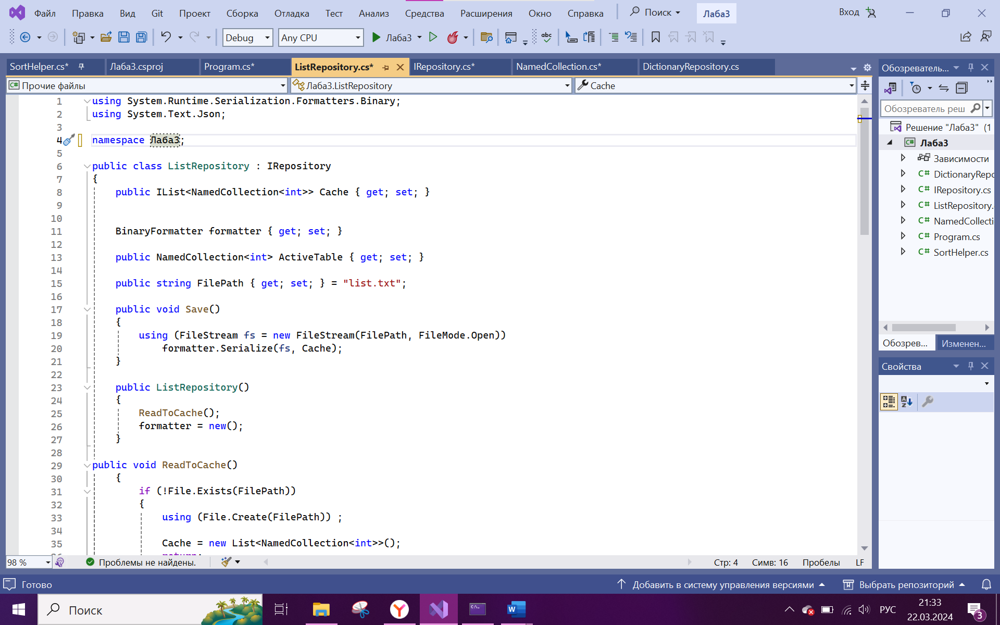 Файл Правка Вид Git Проект Сборка Отладка Тест Анализ Средства Расширения Окно Справка Поиск Лаба3 Вход
Debug Any CPU Лаба3
SortHelper.cs* Лаба3.csproj Program.cs* ListRepository.cs* IRepository.cs* NamedCollection.cs* DictionaryRepository.cs
C# Прочие файлы Лаба3.ListRepository Cache
1 using System.Runtime.Serialization.Formatters.Binary;
2 using System.Text.Json;
3
4 namespace Лаба3;
5
6 public class ListRepository : IRepository
7 {
8 public IList<NamedCollection<int>> Cache { get; set; }
9
10
11 BinaryFormatter formatter { get; set; }
12
13 public NamedCollection<int> ActiveTable { get; set; }
14
15 public string FilePath { get; set; } = "list.txt";
16
17 public void Save()
18 {
19 using (FileStream fs = new FileStream(FilePath, FileMode.Open))
20 formatter.Serialize(fs, Cache);
21 }
22
23 public ListRepository()
24 {
25 ReadToCache();
26 formatter = new();
27 }
28
29 public void ReadToCache()
30 {
31 if (!File.Exists(FilePath))
32 {
33 using (File.Create(FilePath)) ;
34
35 Cache = new List<NamedCollection<int>>();
98 % Проблемы не найдены. Стр: 4 Симв: 16 Пробелы LF
Обозреватель...
Обозреватель реш
Решение "Лаба3" (1
C# Лаба3
Зависимости
C# DictionaryRepo
C# IRepository.cs
C# ListRepository.
C# NamedCollecti
C# Program.cs
C# SortHelper.cs
Обозрев... Изменен...
Свойства
Готово Добавить в систему управления версиями Выбрать репозиторий
Поиск РУС 21:33
22.03.2024 3